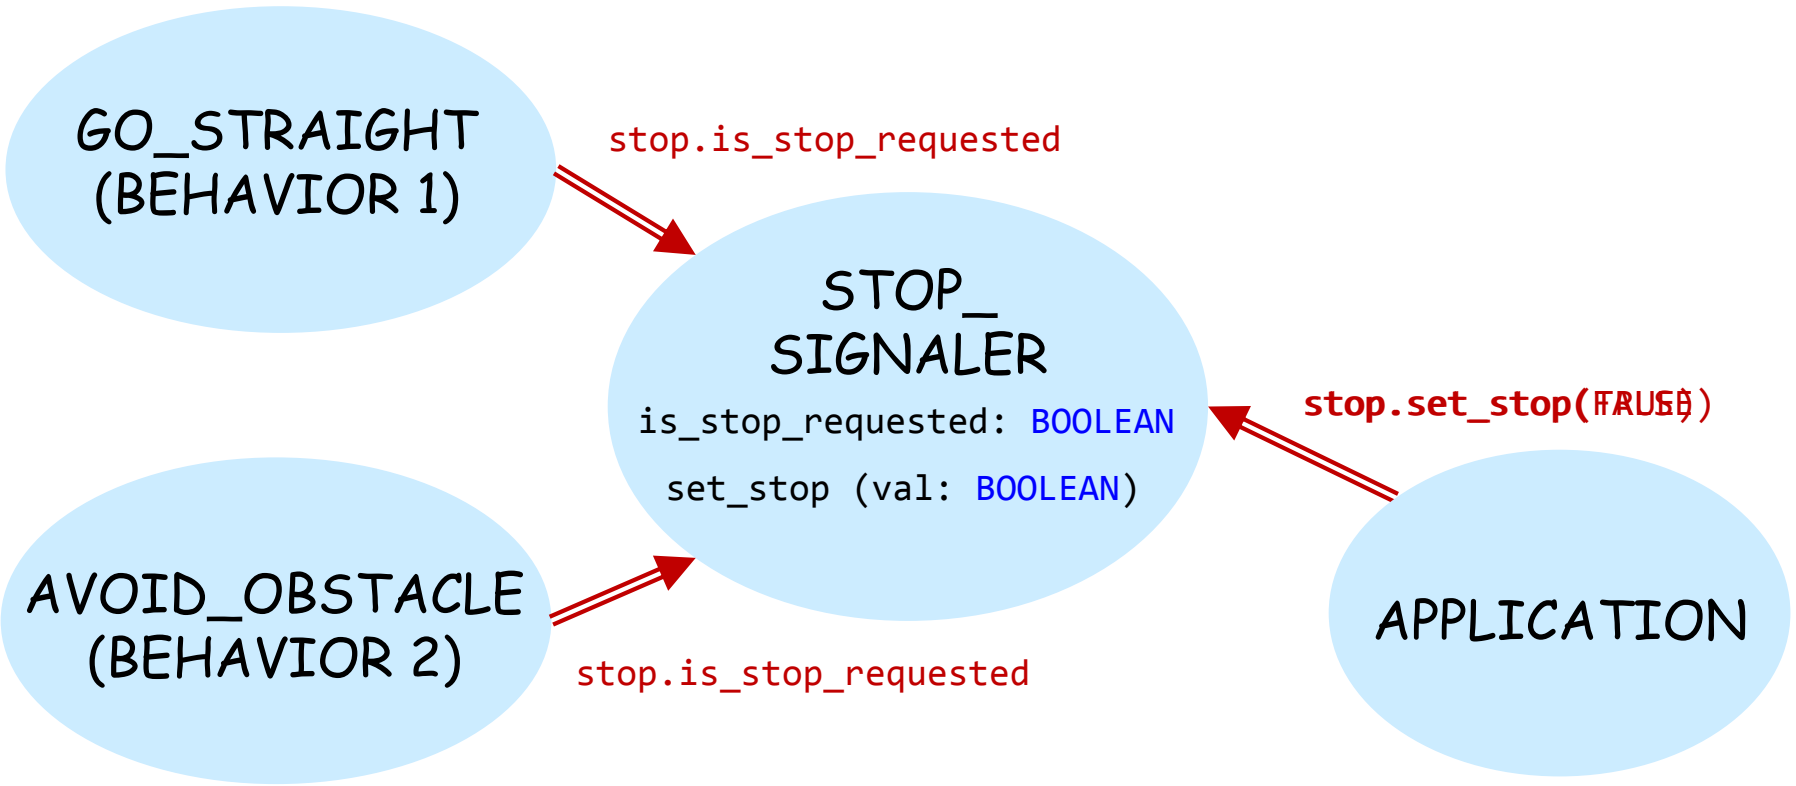 GO_STRAIGHT
(BEHAVIOR 1)
stop.is_stop_requested
STOP_
SIGNALER
is_stop_requested: BOOLEAN
set_stop (val: BOOLEAN)
stop.set_stop(
AVOID_OBSTACLE
(BEHAVIOR 2)
stop.is_stop_requested
APPLICATION